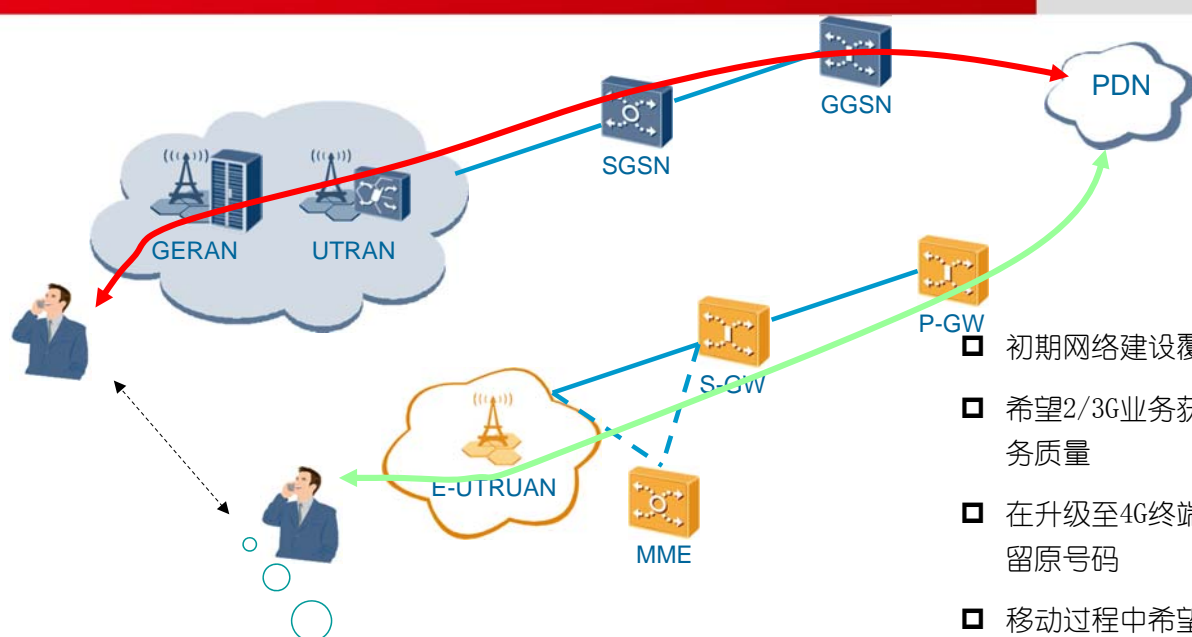 GGSN
PDN
SGSN
GERAN
UTRAN
P-GW
S-GW
E-UTRUAN
MME
初期网络建设覆
希望2/3G业务获
务质量
在升级至4G终端
留原号码
移动过程中希望